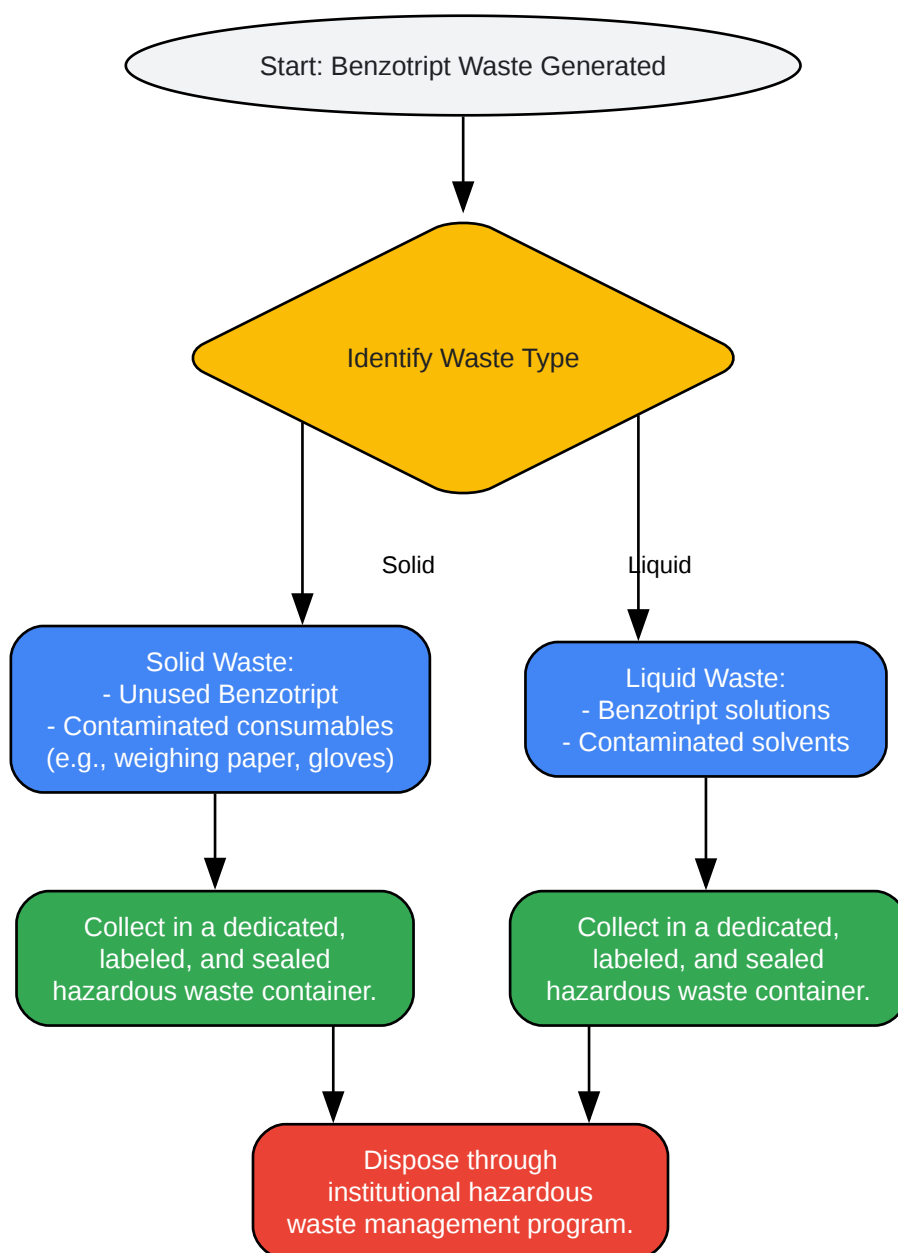 Start: Benzotript Waste Generated
Identify Waste Type
Solid
Liquid
Solid Waste:
- Unused Benzotript
- Contaminated consumables
(e.g., weighing paper, gloves)
Liquid Waste:
- Benzotript solutions
- Contaminated solvents
Collect in a dedicated,
labeled, and sealed
hazardous waste container.
Collect in a dedicated,
labeled, and sealed
hazardous waste container.
Dispose through
institutional hazardous
waste management program.